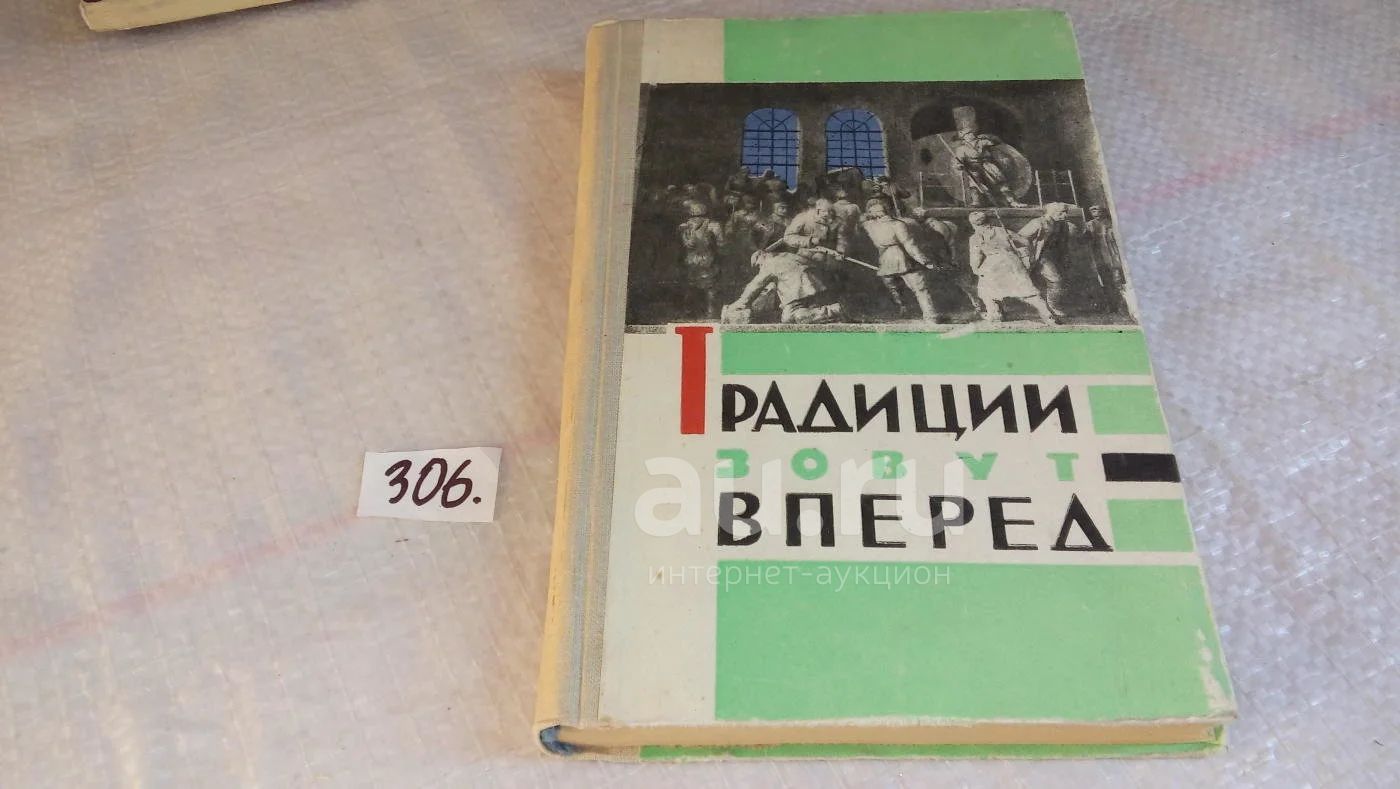 ТРАДИЦИИ
ЗОВУТ
ВПЕРЕД
306.
au.ru
интернет-аукцион